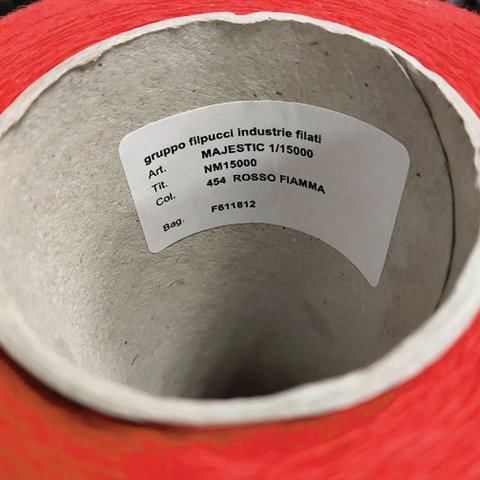 gruppo filpucci industrie filati
Art. MAJESTIC 1/15000
Tit. NM15000
Col. 454 ROSSO FIAMMA
Bag. F611812